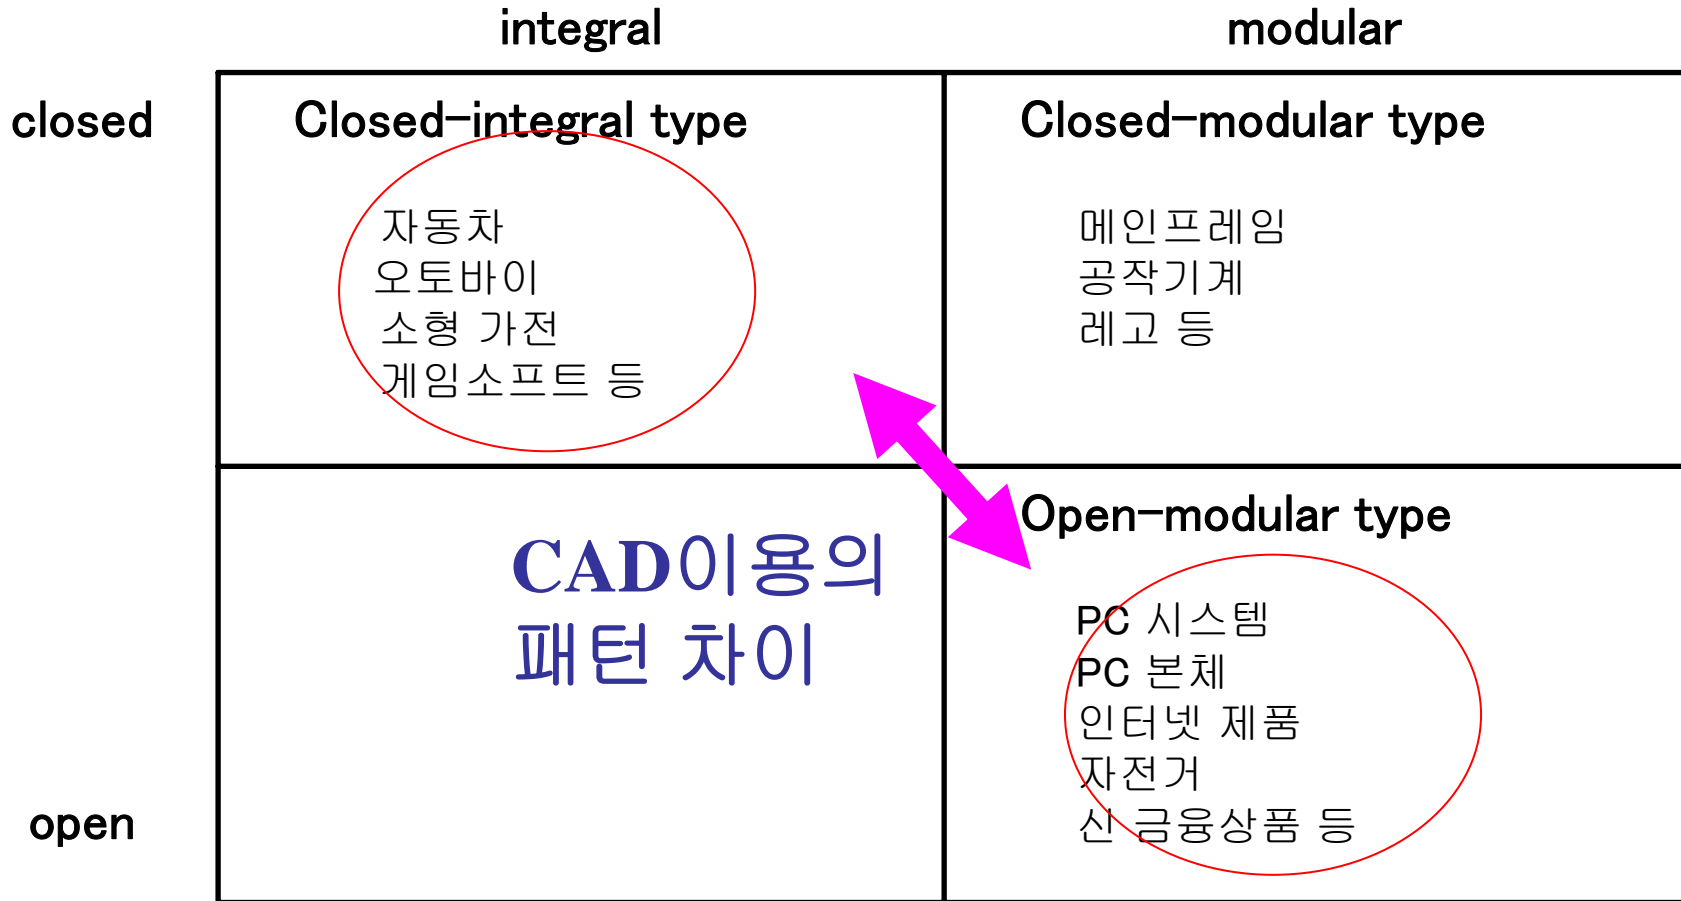 integral
modular
closed
Closed-integral type
Closed-modular type
자동차
오토바이
소형 가전
게임소프트 등
메인프레임
공작기계
레고 등
Open-modular type
CAD이용의
패턴 차이
PC 시스템
PC 본체
인터넷 제품
자전거
신 금융상품 등
open